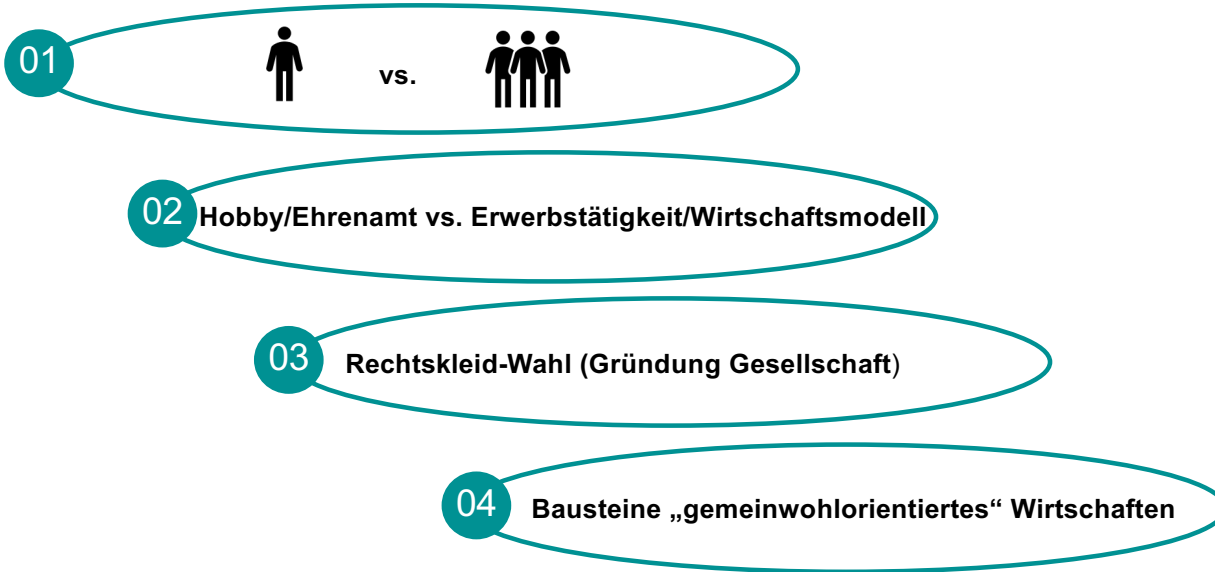 01
vs.
02
Hobby/Ehrenamt vs. Erwerbstätigkeit/Wirtschaftsmodell
03
Rechtskleid-Wahl (Gründung Gesellschaft)
04
Bausteine „gemeinwohlorientiertes“ Wirtschaften